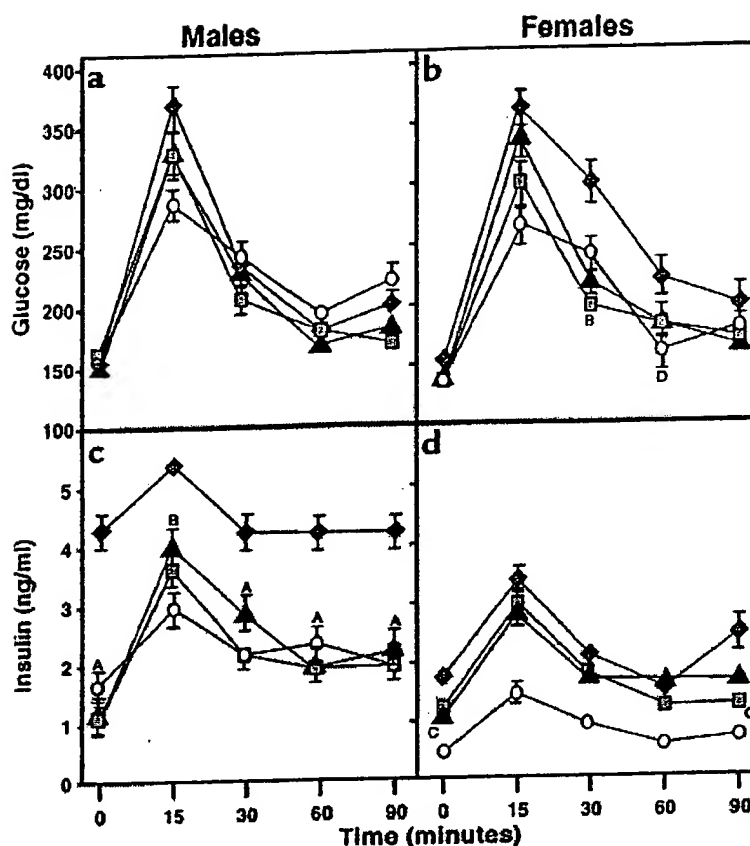 Males Females
a b
400
350
300
250
200
150
100
Glucose (mg/dl)
B
D
c d
5
4
3
2
1
0
Insulin (ng/ml)
A
B
A
A
A
C
C
0 15 30 60 90 0 15 30 60 90
Time (minutes)